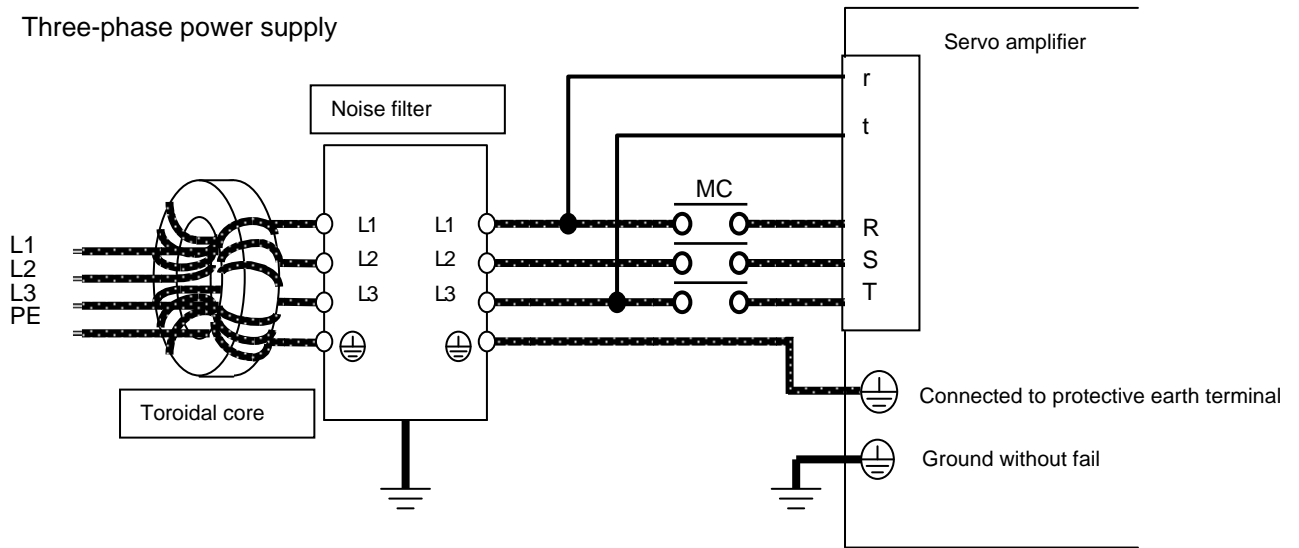 Three-phase power supply
Servo amplifier
Noise filter
r
t
MC
L1 L1 R
L2 L2 S
L3 L3 T
L1
L2
L3
PE
Toroidal core
Connected to protective earth terminal
Ground without fail